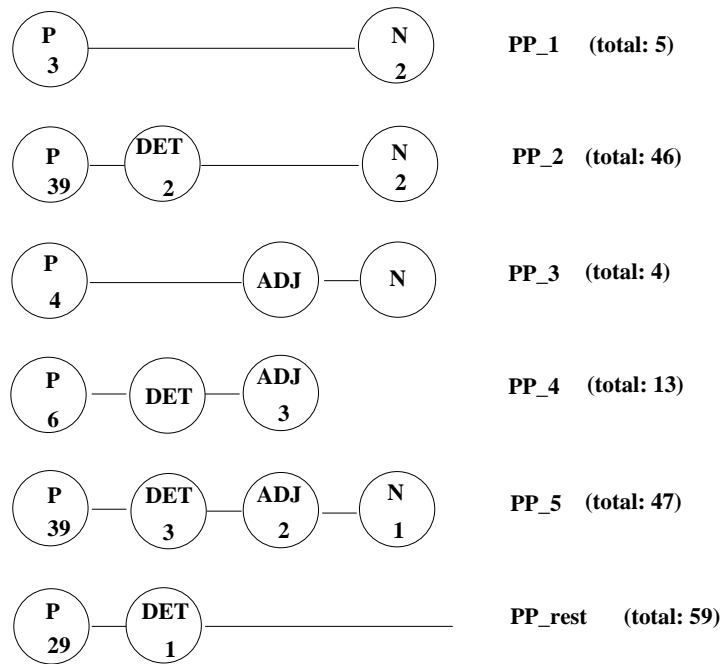 P N PP_1 (total: 5)
3 2
P DET N PP_2 (total: 46)
39 2 2
P ADJ N PP_3 (total: 4)
4
P DET ADJ PP_4 (total: 13)
6 3
P DET ADJ N PP_5 (total: 47)
39 3 2 1
P DET PP_rest (total: 59)
29 1